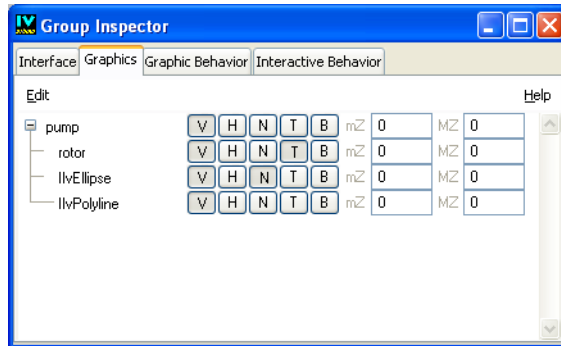 Group Inspector
Interface Graphics Graphic Behavior Interactive Behavior
Edit Help
pump V H N T B mZ 0 MZ 0
rotor V H N T B mZ 0 MZ 0
IlvEllipse V H N T B mZ 0 MZ 0
IlvPolyline V H N T B mZ 0 MZ 0